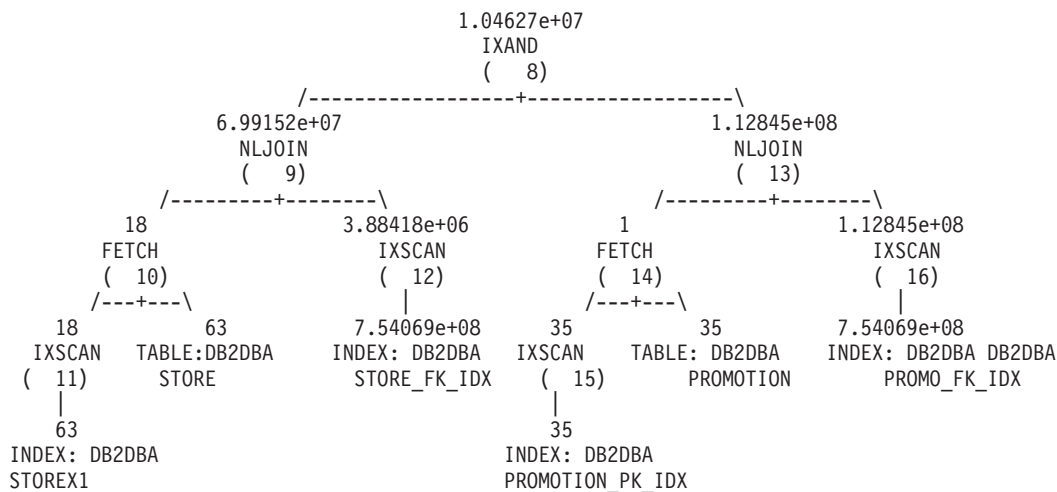 1.04627e+07
IXAND
( 8)
/------------------+------------------\
6.99152e+07 1.12845e+08
NLJOIN NLJOIN
( 9) ( 13)
/---------+--------\ /---------+--------\
18 3.88418e+06 1 1.12845e+08
FETCH IXSCAN FETCH IXSCAN
( 10) ( 12) ( 14) ( 16)
/---+---\ | /---+---\ |
18 63 7.54069e+08 35 35 7.54069e+08
IXSCAN TABLE:DB2DBA INDEX: DB2DBA IXSCAN TABLE: DB2DBA INDEX: DB2DBA DB2DBA
( 11) STORE STORE_FK_IDX ( 15) PROMOTION PROMO_FK_IDX
| |
63 35
INDEX: DB2DBA INDEX: DB2DBA
STOREX1 PROMOTION_PK_IDX